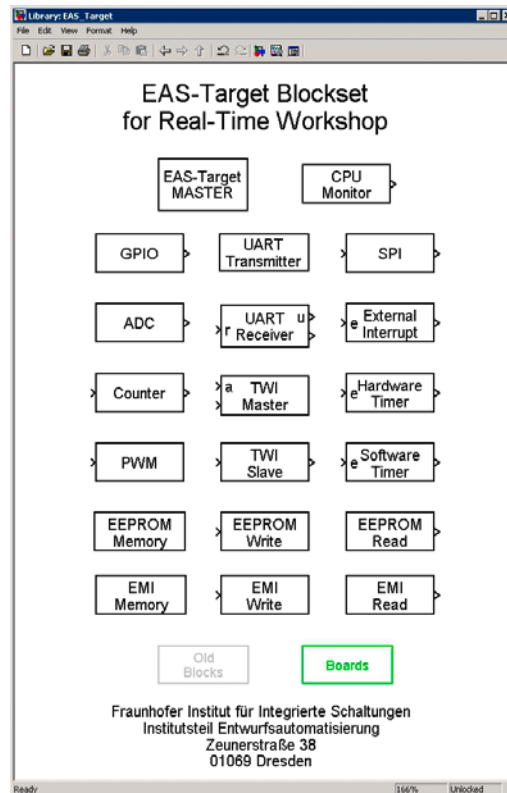 Library: EAS_Target
File Edit View Format Help
EAS-Target Blockset
for Real-Time Workshop
EAS-Target
MASTER
CPU
Monitor
GPIO
UART
Transmitter
SPI
ADC
r
UART
Receiver
u
e
External
Interrupt
Counter
a
TWI
Master
e
Hardware
Timer
PWM
TWI
Slave
e
Software
Timer
EEPROM
Memory
EEPROM
Write
EEPROM
Read
EMI
Memory
EMI
Write
EMI
Read
Old
Blocks
Boards
Fraunhofer Institut für Integrierte Schaltungen
Institutsteil Entwurfsautomatisierung
Zeunerstraße 38
01069 Dresden
Ready 166% Unlocked